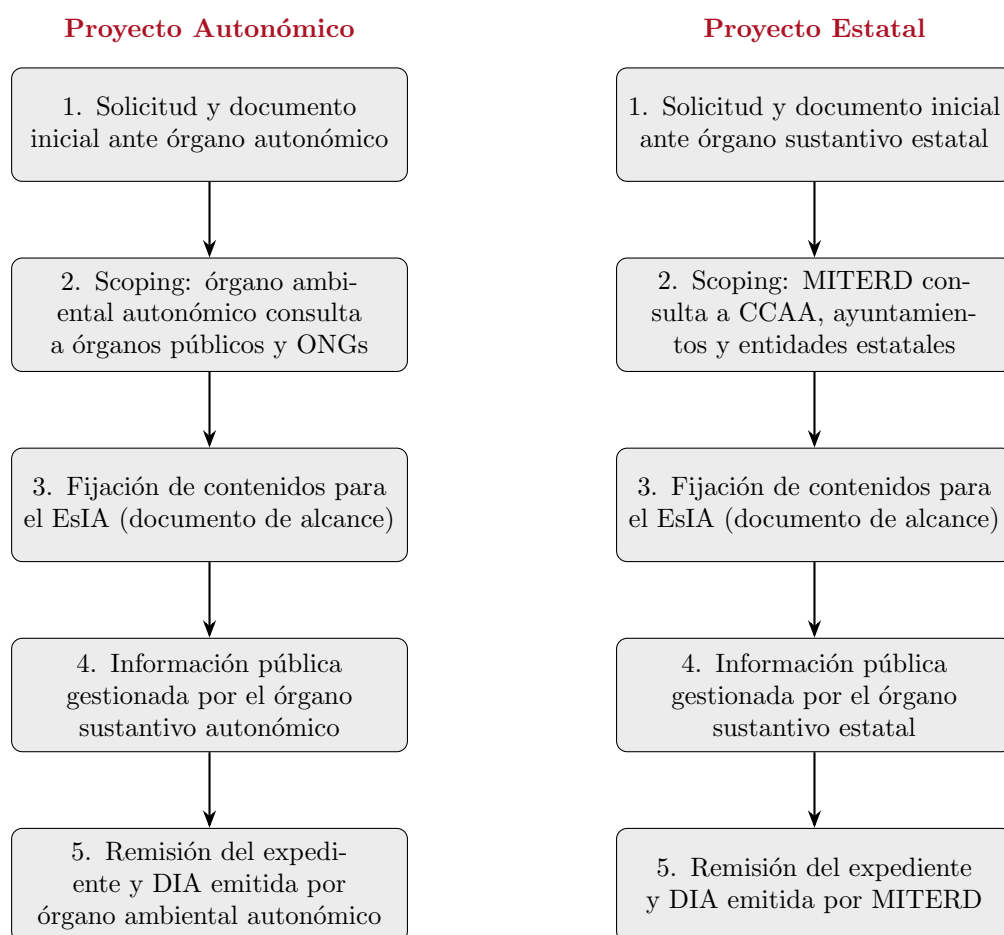 Proyecto Autonómico
1. Solicitud y documento
inicial ante órgano autonómico
2. Scoping: órgano ambi-
ental autonómico consulta
a órganos públicos y ONGs
3. Fijación de contenidos para
el EsIA (documento de alcance)
4. Información pública
gestionada por el órgano
sustantivo autonómico
5. Remisión del expedi-
ente y DIA emitida por
órgano ambiental autonómico
Proyecto Estatal
1. Solicitud y documento inicial
ante órgano sustantivo estatal
2. Scoping: MITERD con-
sulta a CCAA, ayuntamien-
tos y entidades estatales
3. Fijación de contenidos para
el EsIA (documento de alcance)
4. Información pública
gestionada por el órgano
sustantivo estatal
5. Remisión del expediente
y DIA emitida por MITERD